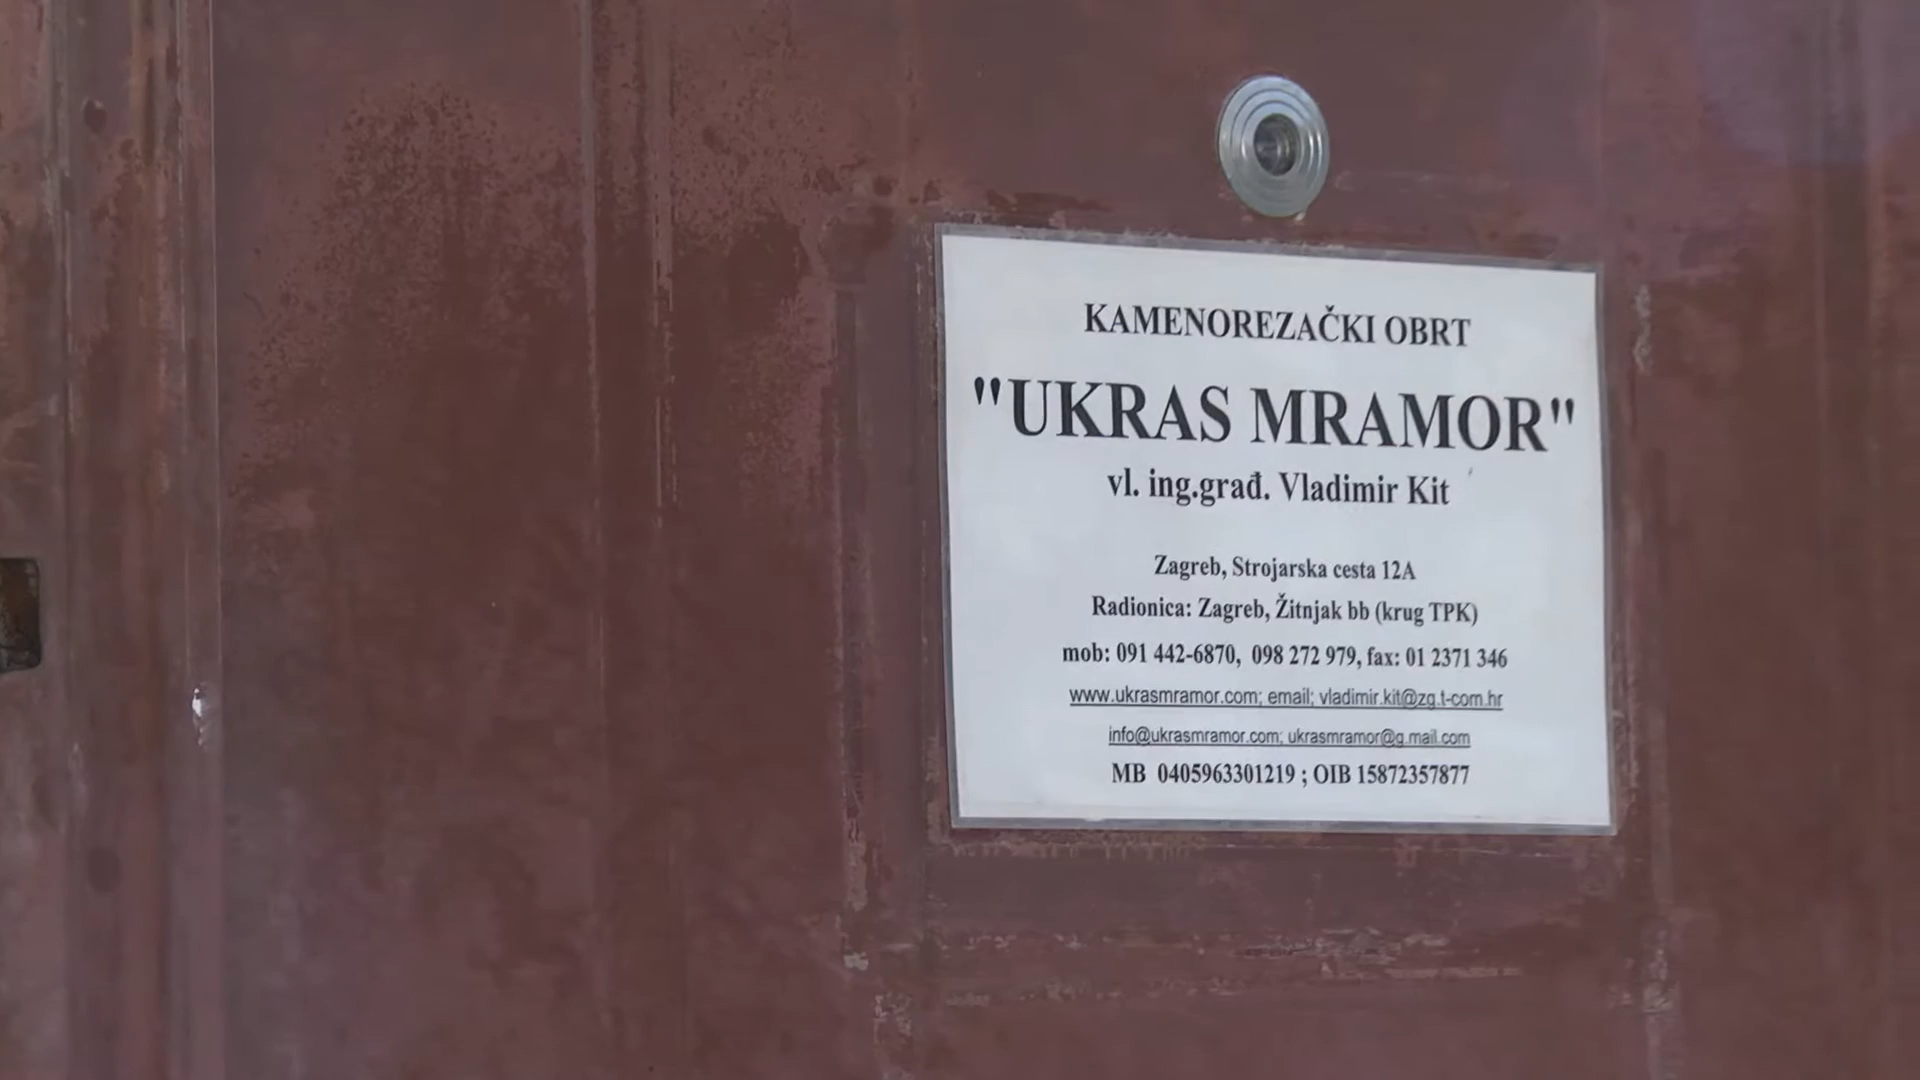 KAMENOREZAČKI OBRT
"UKRAS MRAMOR"
vl. ing.građ. Vladimir Kit
Zagreb, Strojarska cesta 12A
Radionica: Zagreb, Žitnjak bb (krug TPK)
mob: 091 442-6870, 098 272 979, fax: 01 2371 346
www.ukrasmramor.com; email; vladimir.kit@zg.t-com.hr
info@ukrasmramor.com; ukrasmramor@g.mail.com
MB 0405963301219 ; OIB 15872357877